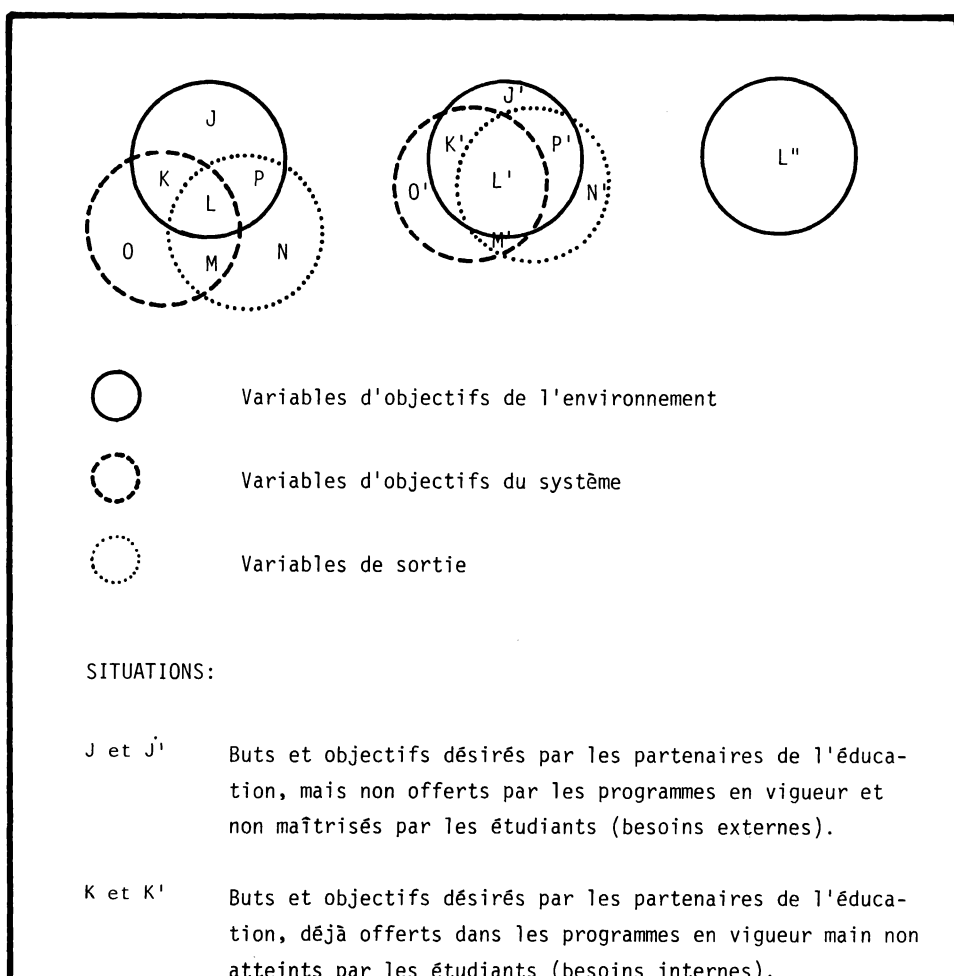 J
K
P
L
O
M
N
J'
K'
P'
L'
O'
N'
M'
L"
Variables d'objectifs de l'environnement
Variables d'objectifs du système
Variables de sortie
SITUATIONS:
J et J' Buts et objectifs désirés par les partenaires de l'éduca-
tion, mais non offerts par les programmes en vigueur et
non maîtrisés par les étudiants (besoins externes).
K et K' Buts et objectifs désirés par les partenaires de l'éduca-
tion, déjà offerts dans les programmes en vigueur main non
atteints par les étudiants (besoins internes).